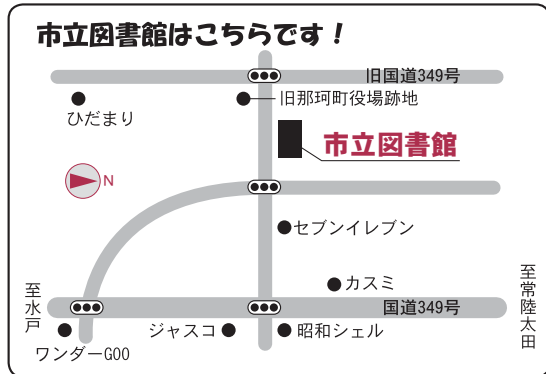 市立図書館はこちらです！
旧国道349号
ひだまり
旧那珂町役場跡地
市立図書館
N
セブンイレブン
カスミ
至水戸
国道349号
至常陸太田
ワンダーGOO
ジャスコ
昭和シェル